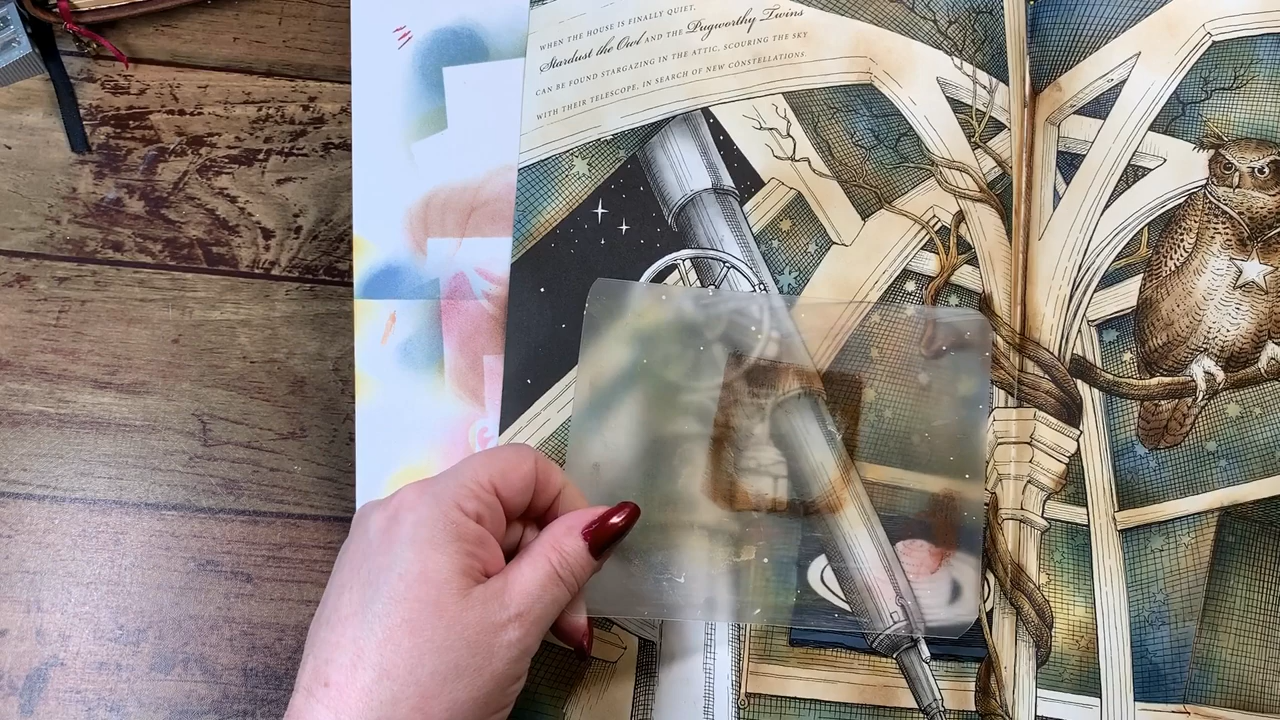 WHEN THE HOUSE IS FINALLY QUIET,
Stardust the Owl AND THE Pugworthy Twins
CAN BE FOUND STARGAZING IN THE ATTIC, SCOURING THE SKY
WITH THEIR TELESCOPE, IN SEARCH OF NEW CONSTELLATIONS.